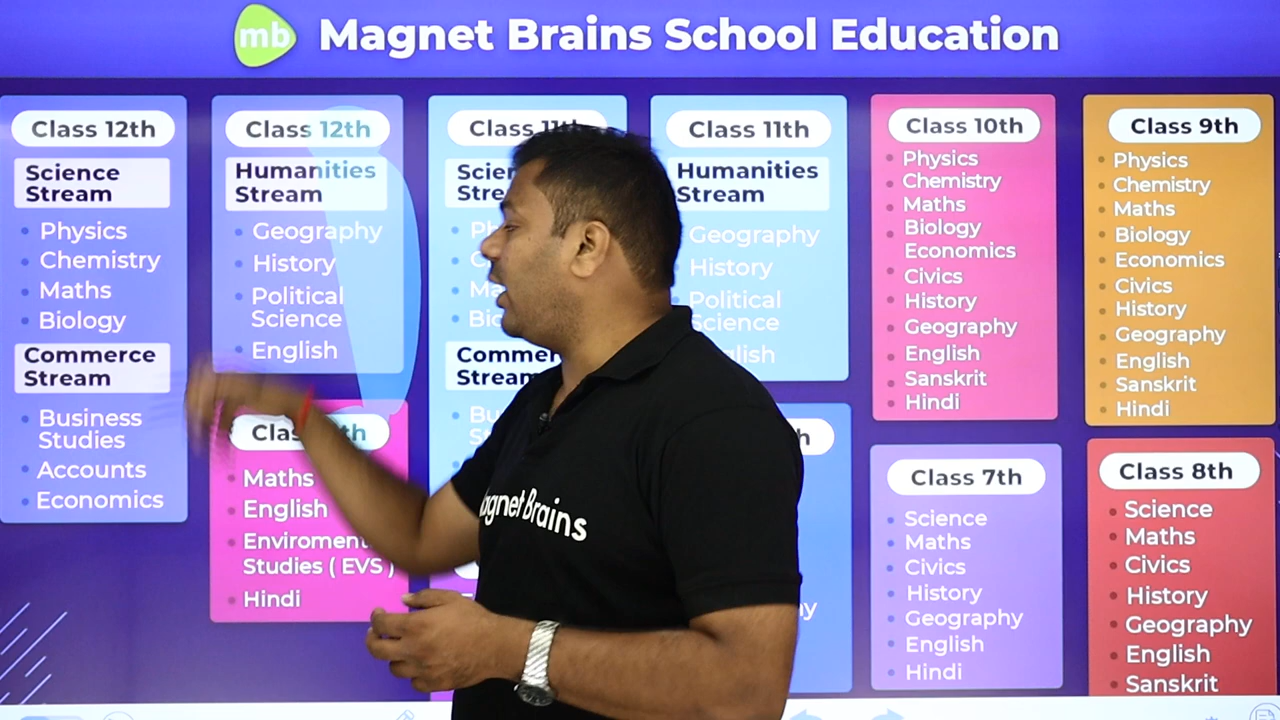 mb Magnet Brains School Education
Class 12th
Science
Stream
Physics
Chemistry
Maths
Biology
Commerce
Stream
Business
Studies
Accounts
Economics
Class 12th
Humanities
Stream
Geography
History
Political
Science
English
Maths
English
Enviroment
Studies ( EVS )
Hindi
Class 11th
Class 11th
Humanities
Stream
Geography
History
Political
Science
Class 10th
Physics
Chemistry
Maths
Biology
Economics
Civics
History
Geography
English
Sanskrit
Hindi
Class 7th
Science
Maths
Civics
History
Geography
English
Hindi
Class 9th
Physics
Chemistry
Maths
Biology
Economics
Civics
History
Geography
English
Sanskrit
Hindi
Class 8th
Science
Maths
Civics
History
Geography
English
Sanskrit
Magnet Brains